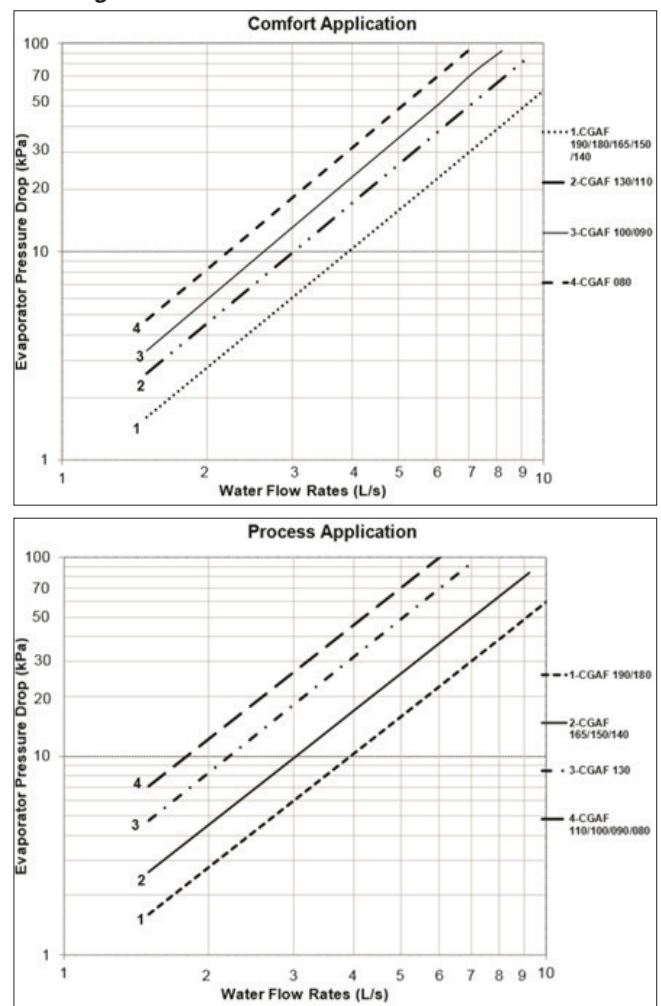 Comfort Application
100
70
50
30
20
10
1
Evaporator Pressure Drop (kPa)
4
3
2
1
1 2 3 4 5 6 7 8 9 10
Water Flow Rates (L/s)
1.CGAF
190/180/165/150
/140
2-CGAF 130/110
3-CGAF 100/090
4-CGAF 080
Process Application
100
70
50
30
20
10
1
Evaporator Pressure Drop (kPa)
4
3
2
1
1 2 3 4 5 6 7 8 9 10
Water Flow Rates (L/s)
1-CGAF 190/180
2-CGAF
165/150/140
3-CGAF 130
4-CGAF
110/100/090/080